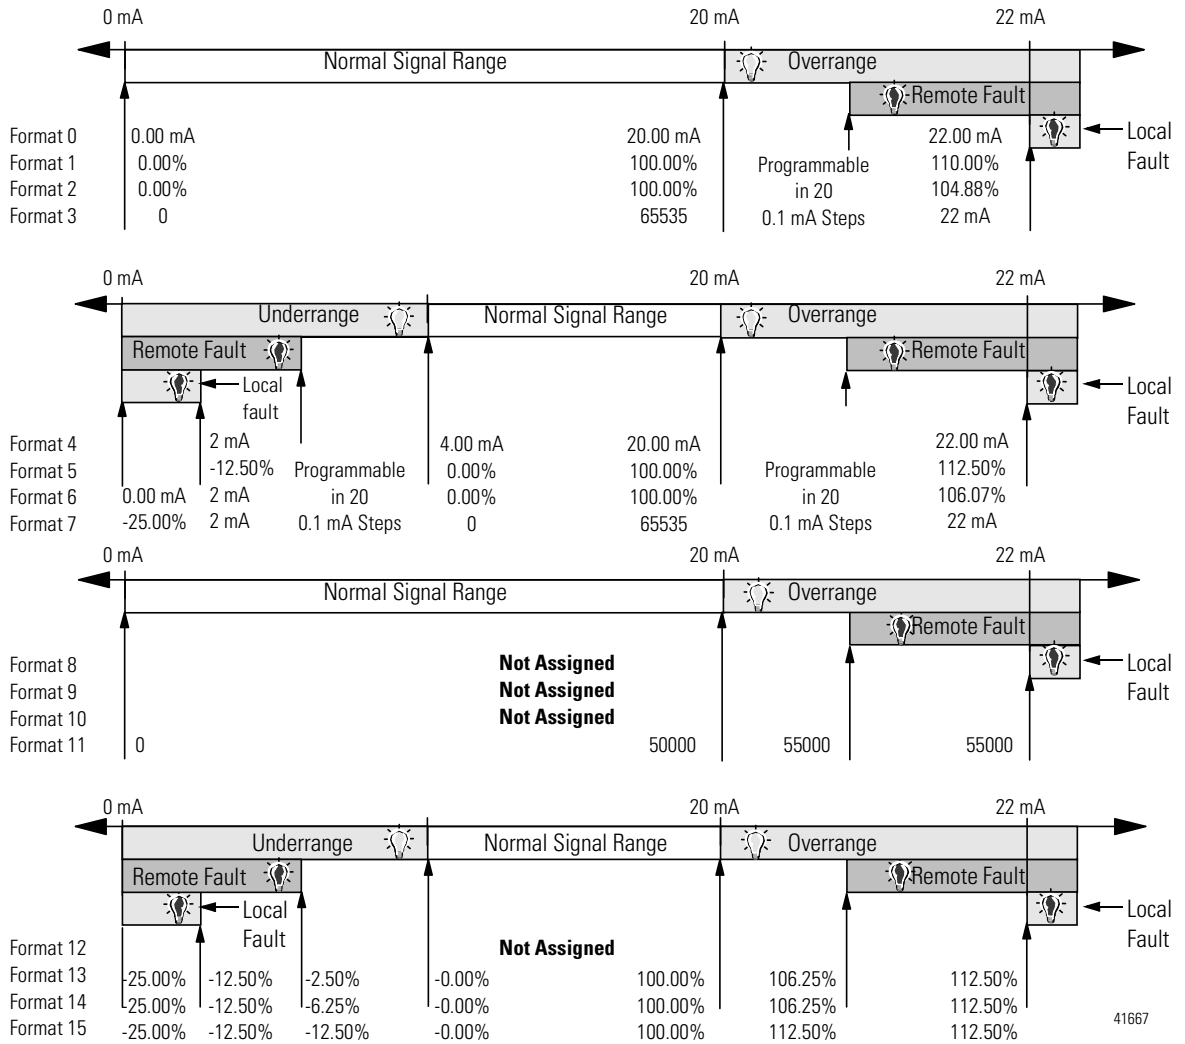 0 mA 20 mA 22 mA
Normal Signal Range Overrange
Remote Fault
Format 0 0.00 mA 20.00 mA 22.00 mA Local
Format 1 0.00% 100.00% Programmable 110.00% Fault
Format 2 0.00% 100.00% in 20 104.88%
Format 3 0 65535 0.1 mA Steps 22 mA
0 mA 20 mA 22 mA
Underrange Normal Signal Range Overrange
Remote Fault Remote Fault
Local Local
fault Fault
Format 4 2 mA 4.00 mA 20.00 mA 22.00 mA
Format 5 -12.50% Programmable 0.00% 100.00% Programmable 112.50%
Format 6 0.00 mA 2 mA in 20 0.00% 100.00% in 20 106.07%
Format 7 -25.00% 2 mA 0.1 mA Steps 0 65535 0.1 mA Steps 22 mA
0 mA 20 mA 22 mA
Normal Signal Range Overrange
Remote Fault
Format 8 Not Assigned Local
Format 9 Not Assigned Fault
Format 10 Not Assigned
Format 11 0 50000 55000 55000
0 mA 20 mA 22 mA
Underrange Normal Signal Range Overrange
Remote Fault Remote Fault
Local Local
Fault Fault
Format 12 Not Assigned
Format 13 -25.00% -12.50% -2.50% -0.00% 100.00% 106.25% 112.50%
Format 14 -25.00% -12.50% -6.25% -0.00% 100.00% 106.25% 112.50%
Format 15 -25.00% -12.50% -12.50% -0.00% 100.00% 112.50% 112.50%
41667